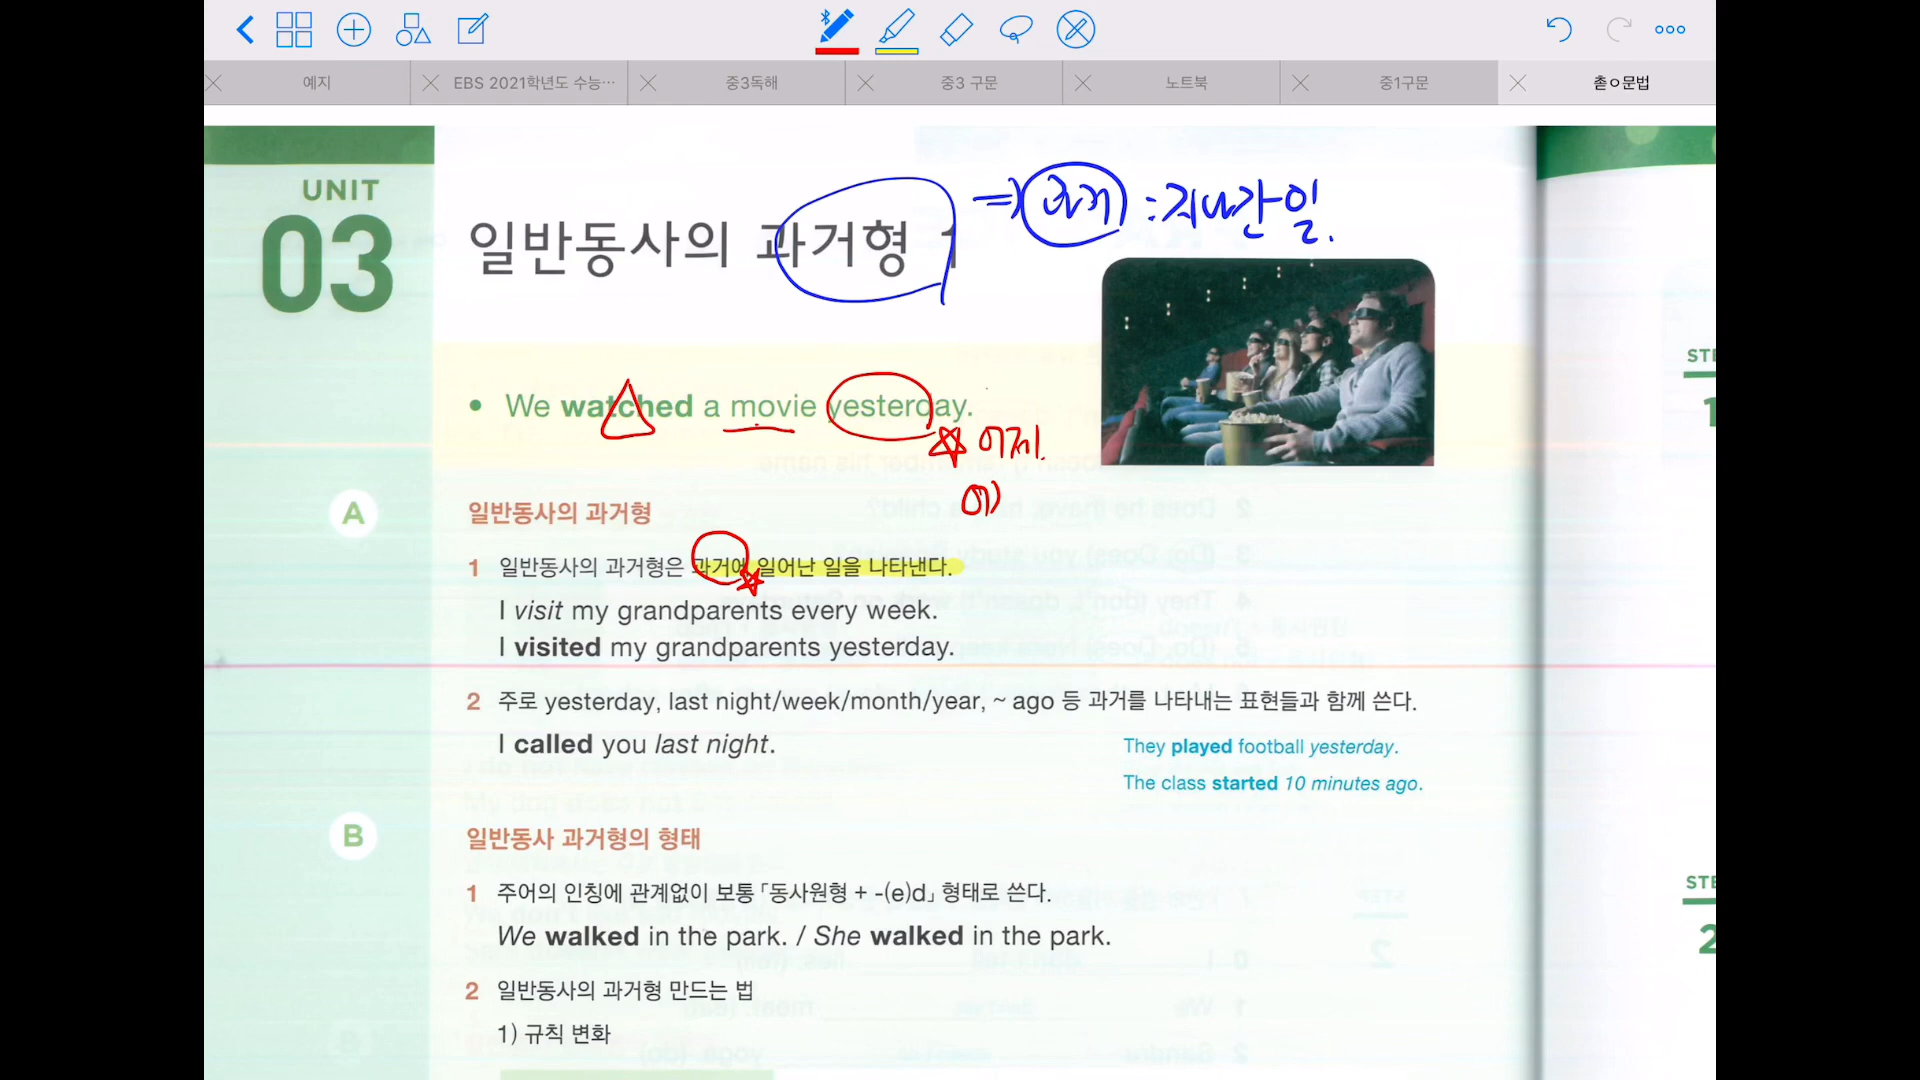 예지
EBS 2021학년도 수능…
중3독해
중3 구문
노트북
중1구문
촏ㅇ문법
UNIT
03
일반동사의 과거형 1
⇒ 과거 : 지나간 일.
• We watched a movie yesterday.
☆ 어제.
A
일반동사의 과거형
1 일반동사의 과거형은 과거에 일어난 일을 나타낸다.
I visit my grandparents every week.
I visited my grandparents yesterday.
2 주로 yesterday, last night/week/month/year, ~ ago 등 과거를 나타내는 표현들과 함께 쓴다.
I called you last night.
They played football yesterday.
The class started 10 minutes ago.
B
일반동사 과거형의 형태
1 주어의 인칭에 관계없이 보통 「동사원형 + -(e)d」 형태로 쓴다.
We walked in the park. / She walked in the park.
2 일반동사의 과거형 만드는 법
1) 규칙 변화
STE
1
STE
2